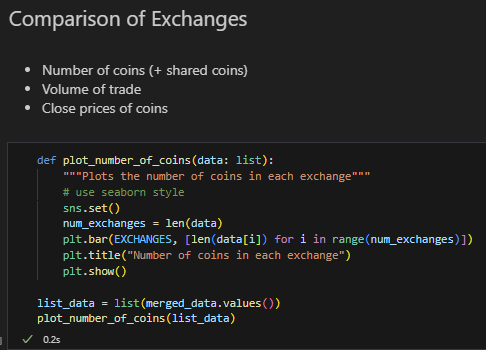 Comparison of Exchanges
• Number of coins (+ shared coins)
• Volume of trade
• Close prices of coins
def plot_number_of_coins(data: list):
    """Plots the number of coins in each exchange"""
    # use seaborn style
    sns.set()
    num_exchanges = len(data)
    plt.bar(EXCHANGES, [len(data[i]) for i in range(num_exchanges)])
    plt.title("Number of coins in each exchange")
    plt.show()
list_data = list(merged_data.values())
plot_number_of_coins(list_data)
✓ 0.2s